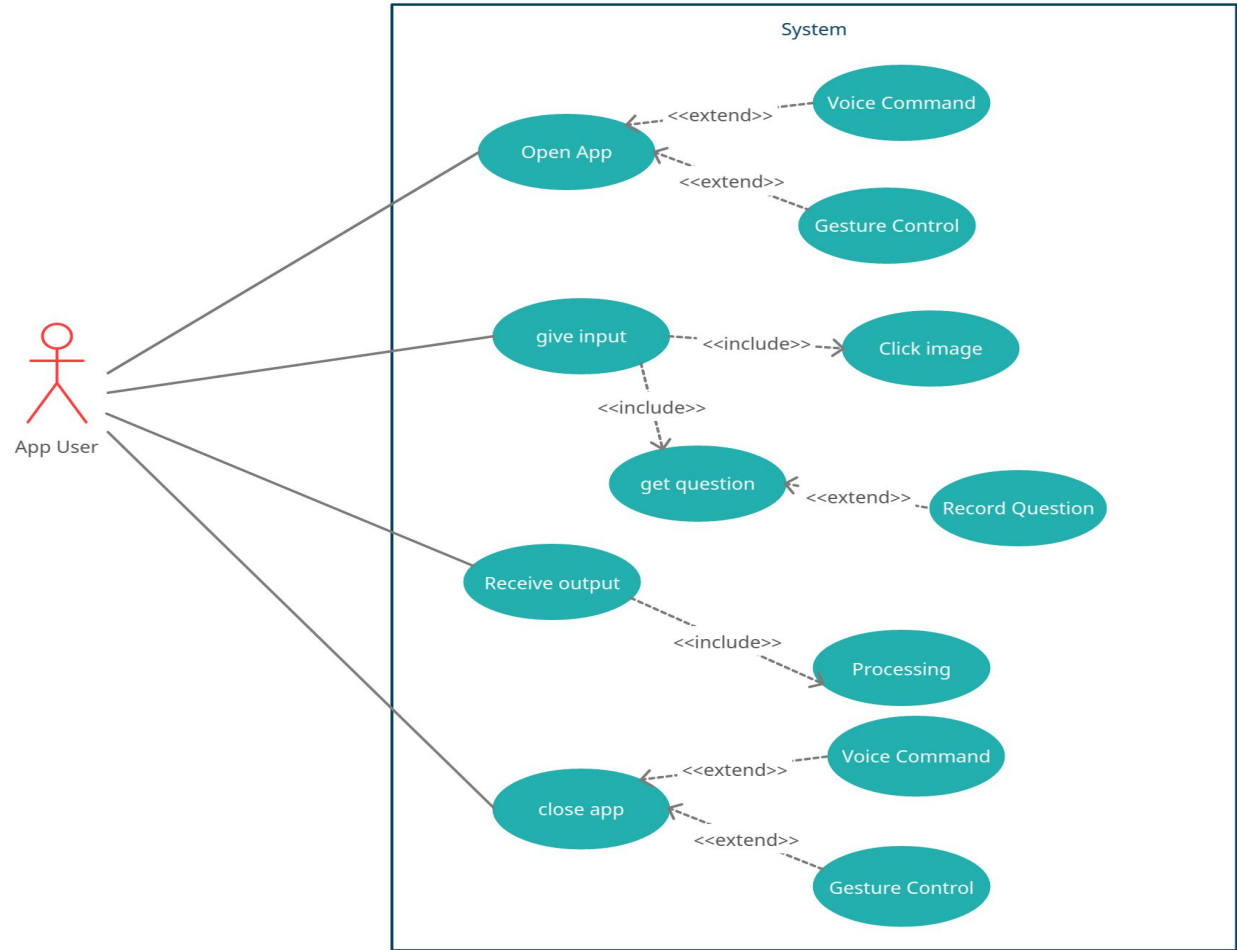 System
Voice Command
<<extend>>
Open App
<<extend>>
Gesture Control
give input
<<include>>
Click image
<<include>>
App User
get question
<<extend>>
Record Question
Receive output
<<include>>
Processing
Voice Command
<<extend>>
close app
<<extend>>
Gesture Control